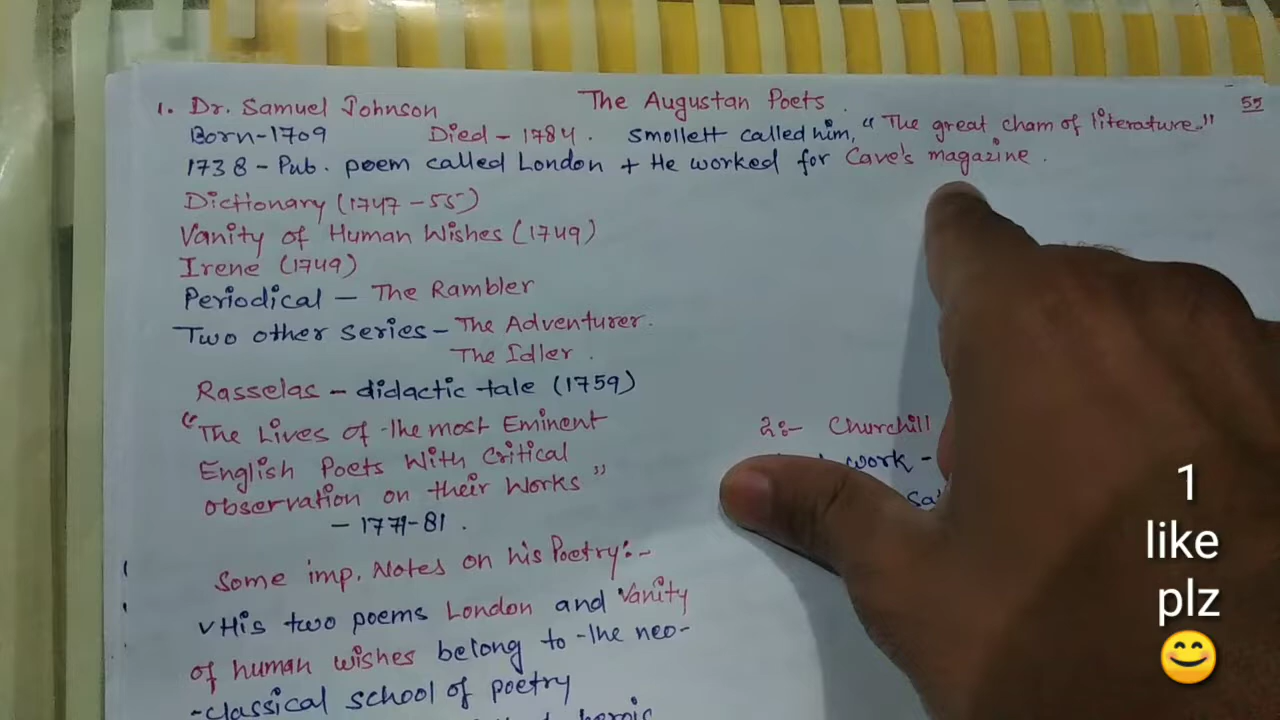 The Augustan Poets.
55
1. Dr. Samuel Johnson
Born-1709 Died - 1784. Smollett called him, "The great cham of literature."
1738 - Pub. poem called London + He worked for Cave's magazine.
Dictionary (1747-55)
Vanity of Human Wishes (1749)
Irene (1749)
Periodical - The Rambler
Two other series - The Adventurer.
The Idler.
Rasselas - didactic tale (1759)
"The Lives of the most Eminent
English Poets With Critical
Observation on their Works"
- 1779-81.
Some imp. Notes on his Poetry:-
His two poems London and Vanity
of human wishes belong to the neo-
-classical school of poetry
heroic
2:- Churchill
work -
1
like
plz
😊